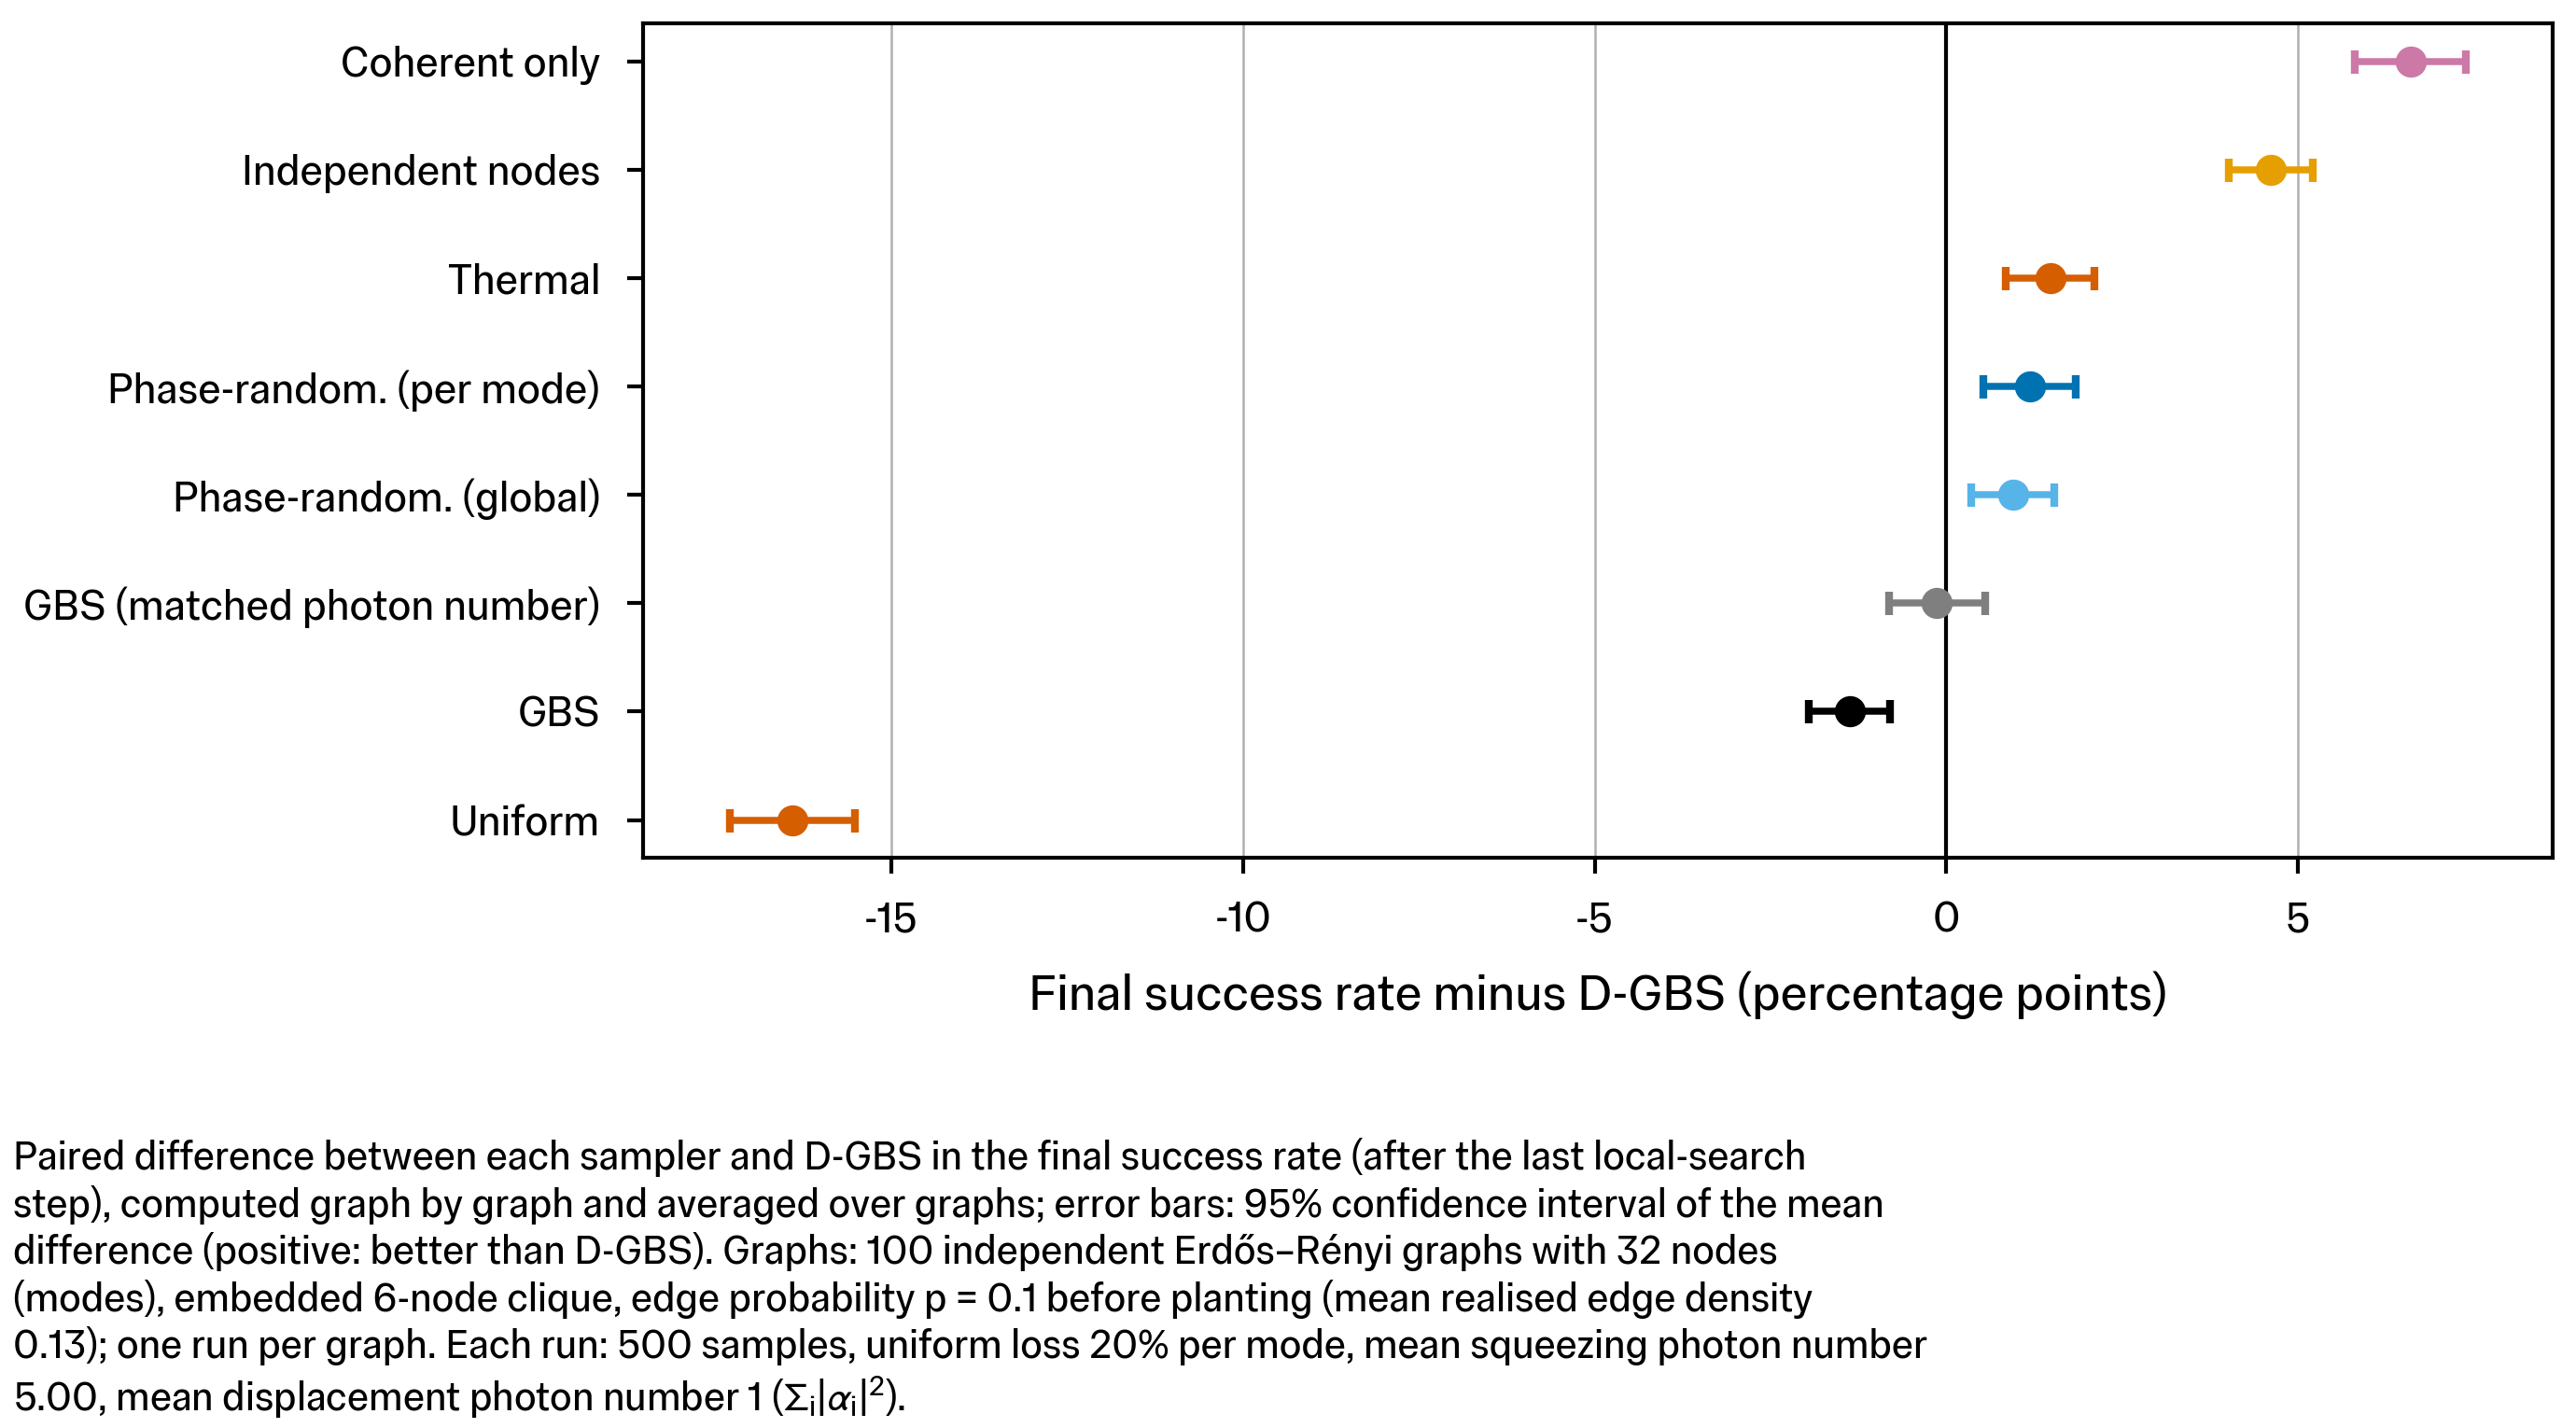 Coherent only
Independent nodes
Thermal
Phase-random. (per mode)
Phase-random. (global)
GBS (matched photon number)
GBS
Uniform
-15 -10 -5 0 5
Final success rate minus D-GBS (percentage points)
Paired difference between each sampler and D-GBS in the final success rate (after the last local-search
step), computed graph by graph and averaged over graphs; error bars: 95% confidence interval of the mean
difference (positive: better than D-GBS). Graphs: 100 independent Erdős–Rényi graphs with 32 nodes
(modes), embedded 6-node clique, edge probability p = 0.1 before planting (mean realised edge density
0.13); one run per graph. Each run: 500 samples, uniform loss 20% per mode, mean squeezing photon number
5.00, mean displacement photon number 1 (Σᵢ|αᵢ|²).